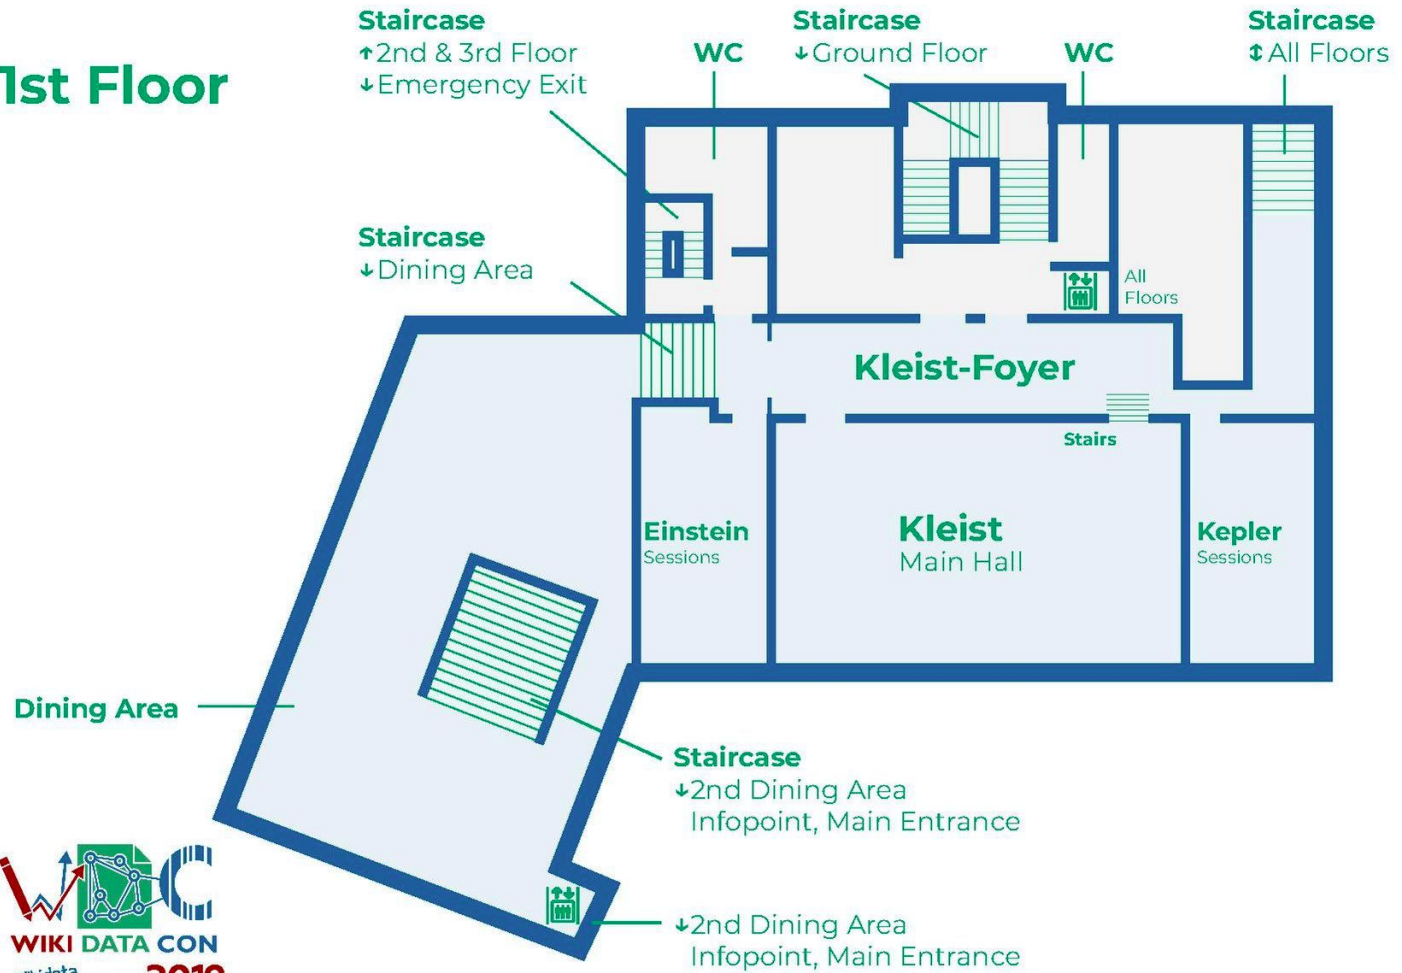 1st Floor
Staircase
↑2nd & 3rd Floor
↓Emergency Exit
WC
Staircase
↓Ground Floor
WC
Staircase
↕All Floors
Staircase
↓Dining Area
All
Floors
Kleist-Foyer
Stairs
Einstein
Sessions
Kleist
Main Hall
Kepler
Sessions
Dining Area
Staircase
↓2nd Dining Area
Infopoint, Main Entrance
↓2nd Dining Area
Infopoint, Main Entrance
WDC
WIKI DATA CON
2019